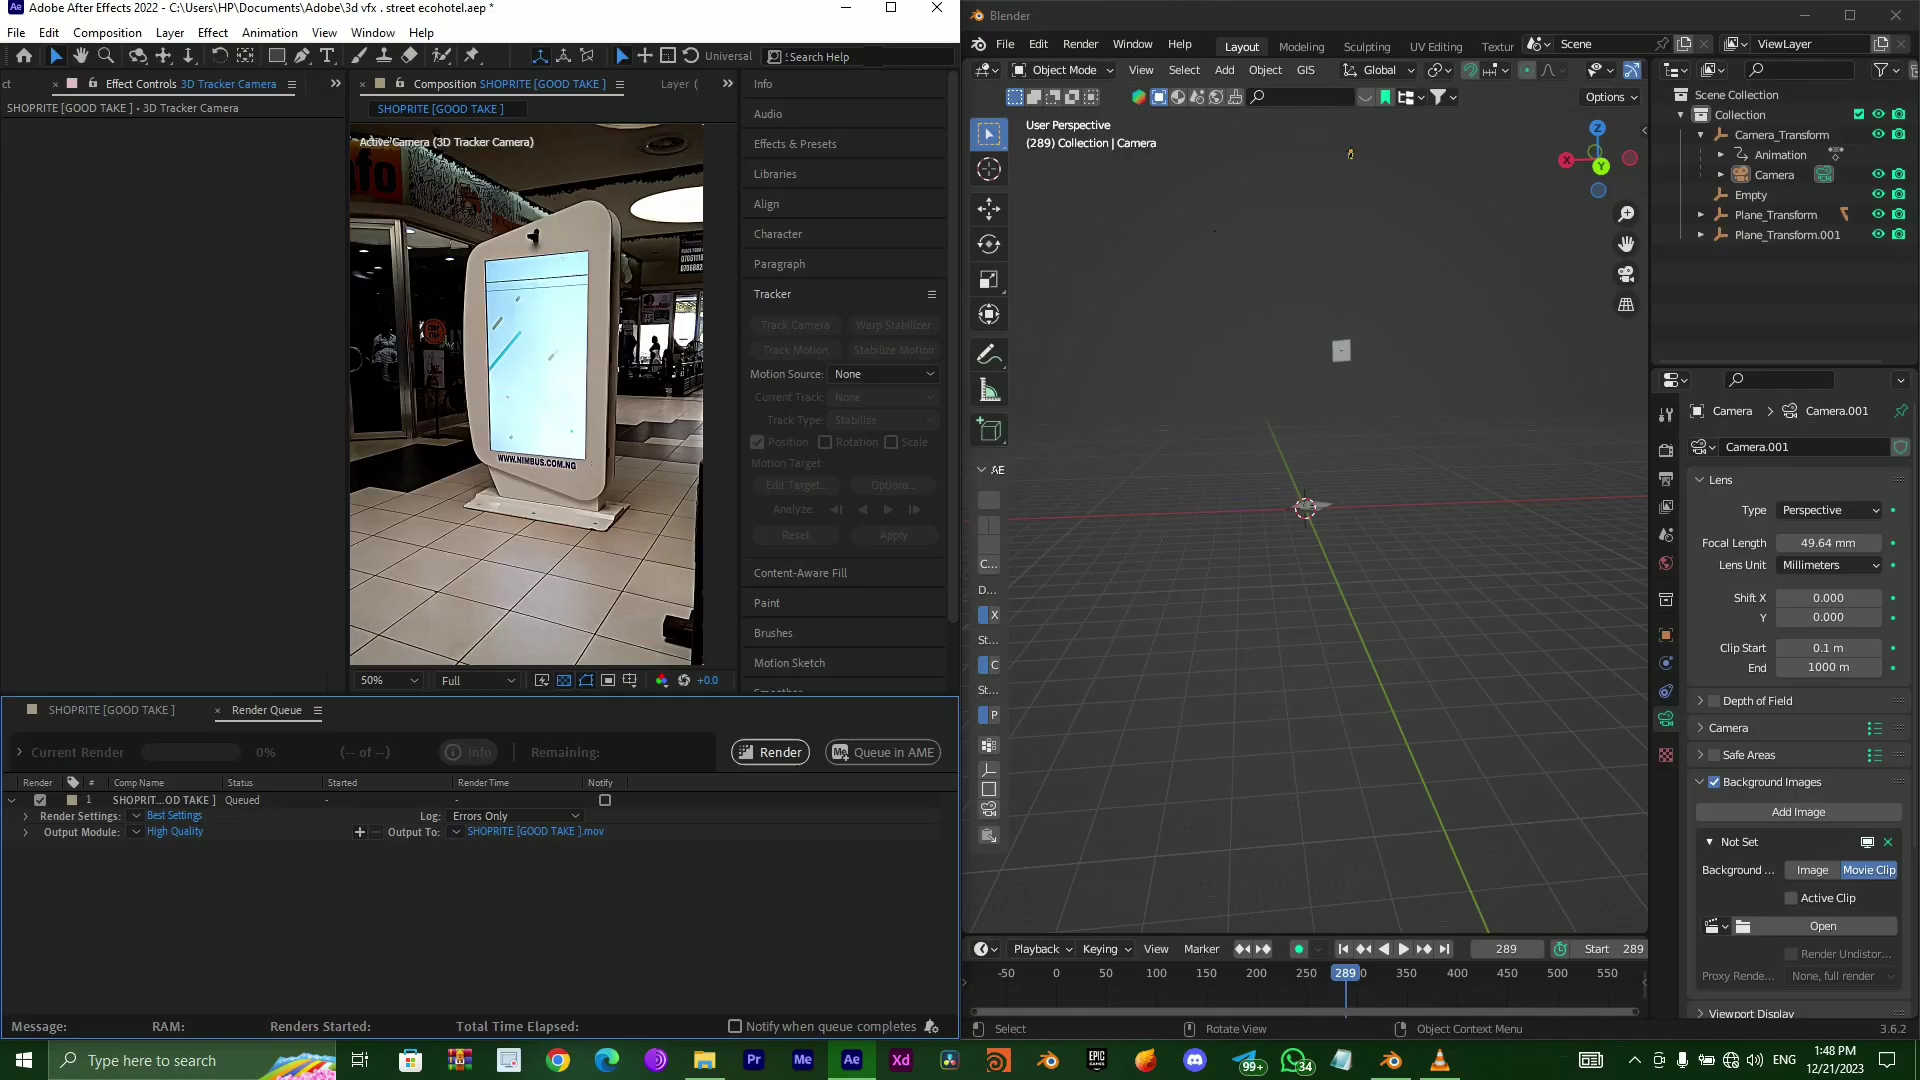 Adobe After Effects 2022 - C:\Users\HP\Documents\Adobe\3d vfx . street ecohotel.aep *
File Edit Composition Layer Effect Animation View Window Help
Universal Search Help
Effect Controls 3D Tracker Camera
SHOPRITE [GOOD TAKE ] • 3D Tracker Camera
Composition SHOPRITE [GOOD TAKE ]
Layer (
SHOPRITE [GOOD TAKE ]
Active Camera (3D Tracker Camera)
WWW.NIMBUS.COM.NG
50% Full +0.0
Info
Audio
Effects & Presets
Libraries
Align
Character
Paragraph
Tracker
Track Camera Warp Stabilizer
Track Motion Stabilize Motion
Motion Source: None
Current Track: None
Track Type: Stabilize
Position Rotation Scale
Motion Target:
Edit Target... Options...
Analyze:
Reset Apply
Content-Aware Fill
Paint
Brushes
Motion Sketch
SHOPRITE [GOOD TAKE ] × Render Queue
Current Render 0% (-- of --) Info Remaining: Render Queue in AME
Render # Comp Name Status Started Render Time Notify
1 SHOPRIT...OD TAKE ] Queued - -
Render Settings: Best Settings Log: Errors Only
Output Module: High Quality Output To: SHOPRITE [GOOD TAKE ].mov
Message: RAM: Renders Started: Total Time Elapsed: Notify when queue completes
Blender
File Edit Render Window Help Layout Modeling Sculpting UV Editing Textur Scene ViewLayer
Object Mode View Select Add Object GIS Global
Options
User Perspective
(289) Collection | Camera
Z
X
Y
AE
C...
D...
X
St...
C
St...
P
Scene Collection
Collection
Camera_Transform
Animation
Camera
Empty
Plane_Transform
Plane_Transform.001
Camera > Camera.001
Camera.001
Lens
Type Perspective
Focal Length 49.64 mm
Lens Unit Millimeters
Shift X 0.000
Y 0.000
Clip Start 0.1 m
End 1000 m
Depth of Field
Camera
Safe Areas
Background Images
Add Image
Not Set
Background ... Image Movie Clip
Active Clip
Open
Render Undistor...
Proxy Rende... None, full render
Viewport Display
Playback Keying View Marker 289 Start 289
-50 0 50 100 150 200 250 289 350 400 450 500 550
Select Rotate View Object Context Menu 3.6.2
Type here to search
Pr Me Ae Xd EPIC GAMES 99+ 34 ENG
1:48 PM
12/21/2023